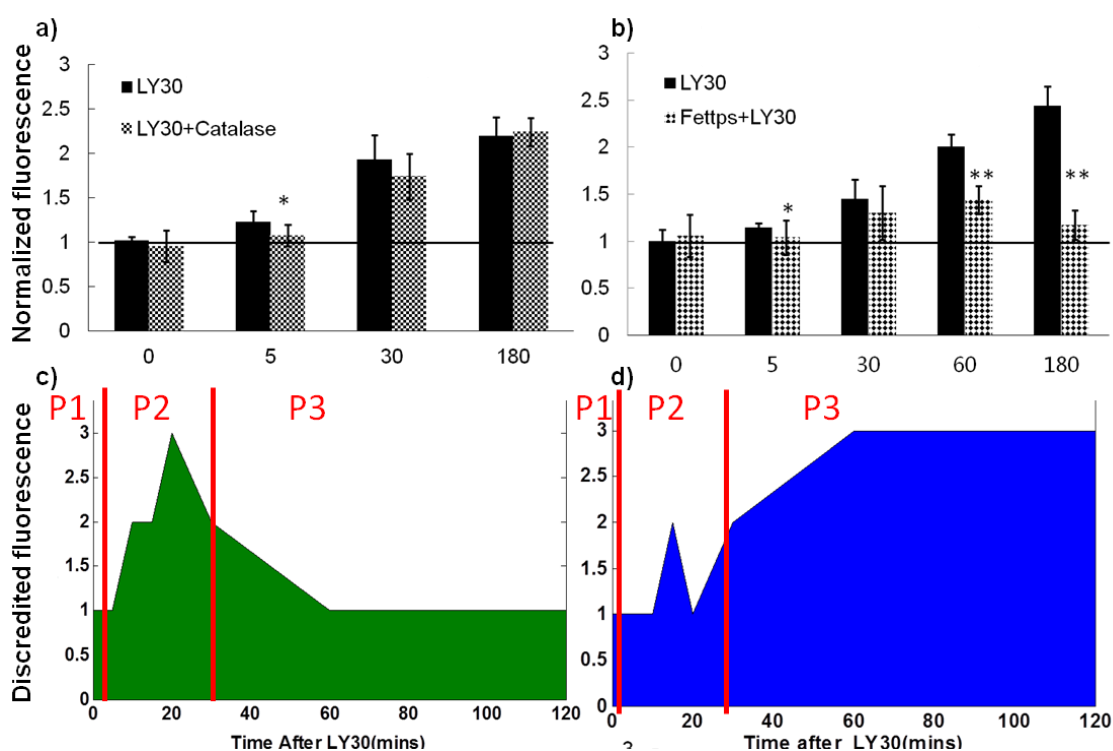 a)
3
2.5
2
1.5
1
0.5
0
Normalized fluorescence
LY30
LY30+Catalase
*
0 5 30 180
b)
3
2.5
2
1.5
1
0.5
0
LY30
Fettps+LY30
*
**
**
0 5 30 60 180
c)
P1 P2 P3
3
2.5
2
1.5
1
0.5
0
Discredited fluorescence
0 20 40 60 80 100 120
Time After LY30(mins)
d)
P1 P2 P3
3
2.5
2
1.5
1
0.5
0
0 20 40 60 80 100 120
Time after LY30(mins)
3